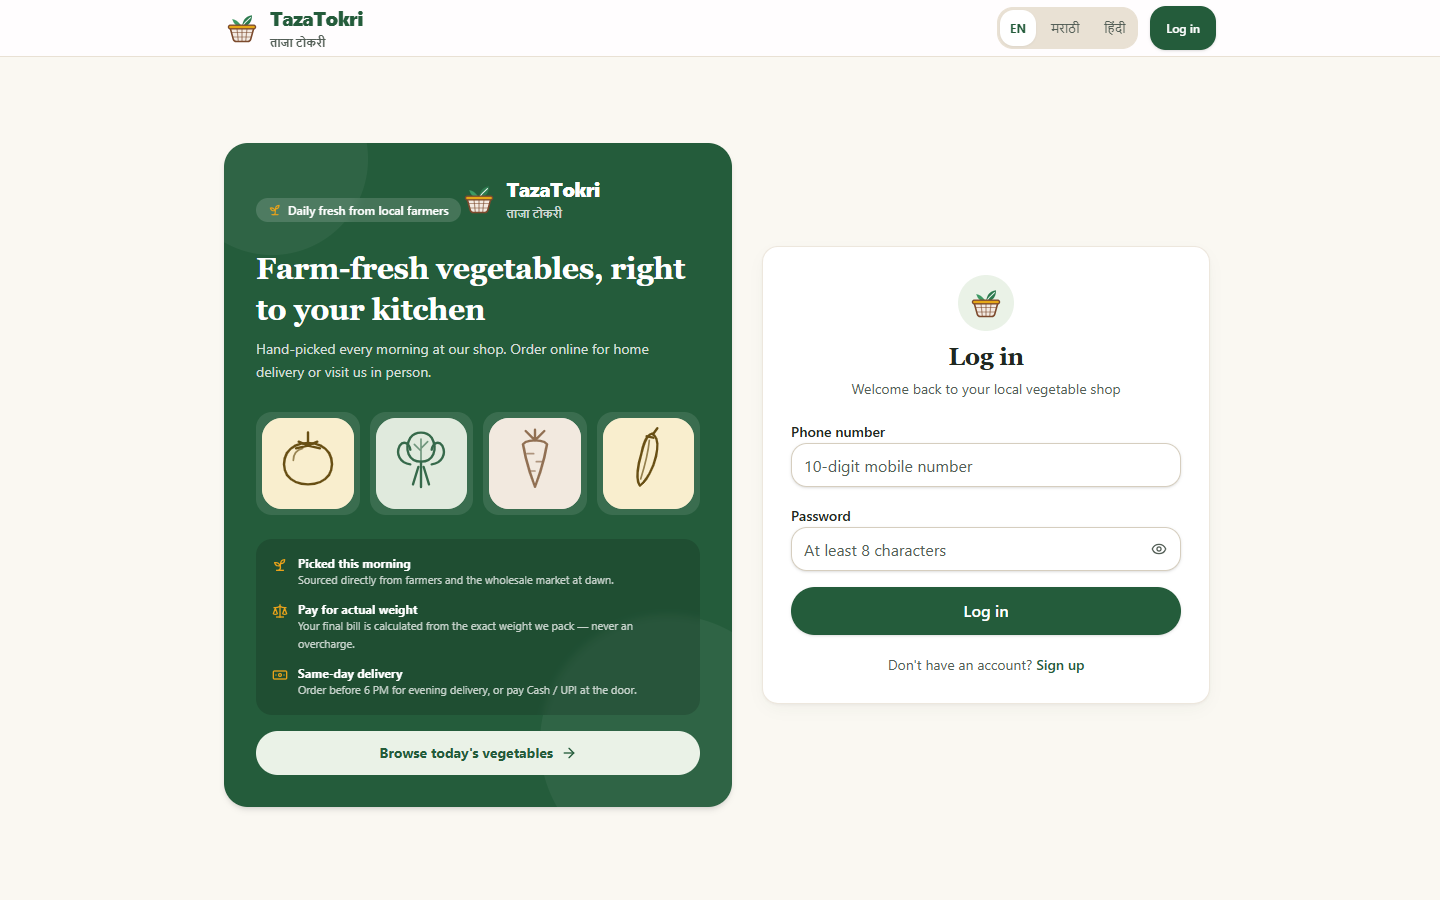 TazaTokri
ताजा टोकरी
EN
मराठी
हिंदी
Log in
Daily fresh from local farmers
TazaTokri
ताजा टोकरी
Farm-fresh vegetables, right
to your kitchen
Hand-picked every morning at our shop. Order online for home
delivery or visit us in person.
Picked this morning
Sourced directly from farmers and the wholesale market at dawn.
Pay for actual weight
Your final bill is calculated from the exact weight we pack — never an
overcharge.
Same-day delivery
Order before 6 PM for evening delivery, or pay Cash / UPI at the door.
Browse today's vegetables →
Log in
Welcome back to your local vegetable shop
Phone number
10-digit mobile number
Password
At least 8 characters
Log in
Don't have an account? Sign up